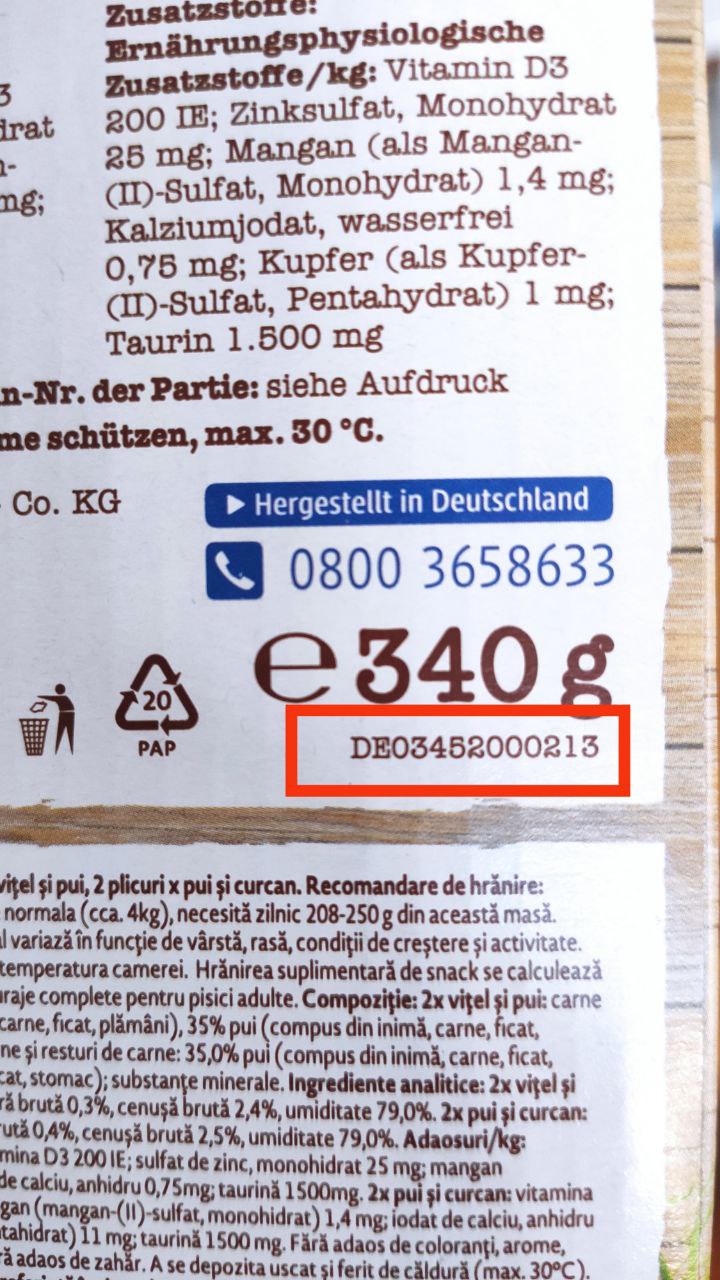 Zusatzstoffe:
Ernährungsphysiologische
Zusatzstoffe/kg: Vitamin D3
200 IE; Zinksulfat, Monohydrat
25 mg; Mangan (als Mangan-
(II)-Sulfat, Monohydrat) 1,4 mg;
Kalziumjodat, wasserfrei
0,75 mg; Kupfer (als Kupfer-
(II)-Sulfat, Pentahydrat) 1 mg;
Taurin 1.500 mg
mg;
n-Nr. der Partie: siehe Aufdruck
me schützen, max. 30 °C.
Co. KG
Hergestellt in Deutschland
0800 3658633
e 340 g
20
PAP
DE03452000213
vițel și pui, 2 plicuri x pui și curcan. Recomandare de hrănire:
normala (cca. 4kg), necesită zilnic 208-250 g din această masă.
l variază în funcție de vârstă, rasă, condiții de creștere și activitate.
temperatura camerei. Hrănirea suplimentară de snack se calculează
raje complete pentru pisici adulte. Compoziție: 2x vițel și pui: carne
carne, ficat, plămâni), 35% pui (compus din inimă, carne, ficat,
ne și resturi de carne: 35,0% pui (compus din inimă, carne, ficat,
cat, stomac); substanțe minerale. Ingrediente analitice: 2x vițel și
ră brută 0,3%, cenușă brută 2,4%, umiditate 79,0%. 2x pui și curcan:
ută 0,4%, cenușă brută 2,5%, umiditate 79,0%. Adaosuri/kg:
mina D3 200 IE; sulfat de zinc, monohidrat 25 mg; mangan
de calciu, anhidru 0,75mg; taurină 1500mg. 2x pui și curcan: vitamina
gan (mangan-(II)-sulfat, monohidrat) 1,4 mg; iodat de calciu, anhidru
tahidrat) 11 mg; taurină 1500 mg. Fără adaos de coloranți, arome,
ră adaos de zahăr. A se depozita uscat și ferit de căldură (max. 30°C).